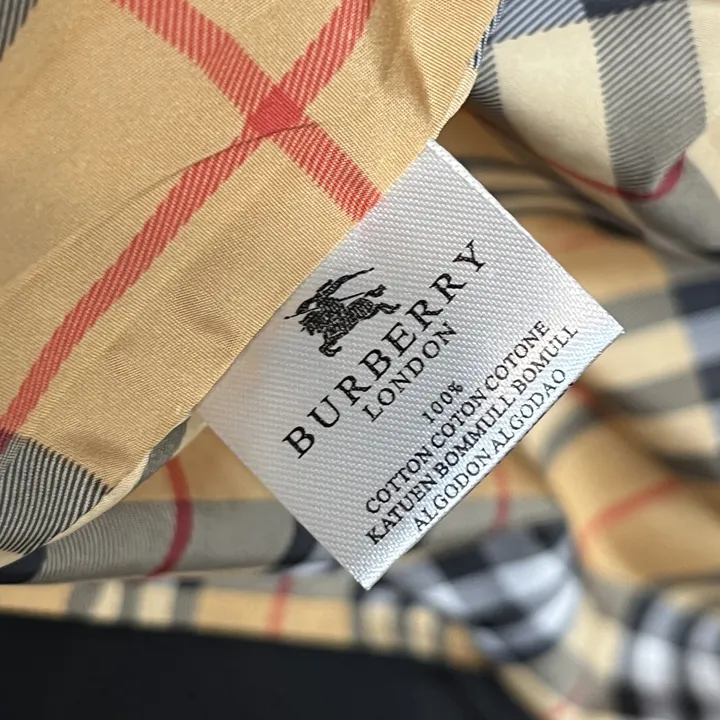 BURBERRY
LONDON
100%
COTTON COTON COTONE
KATUEN BOMMULL BOMULL
ALGODON ALGODAO